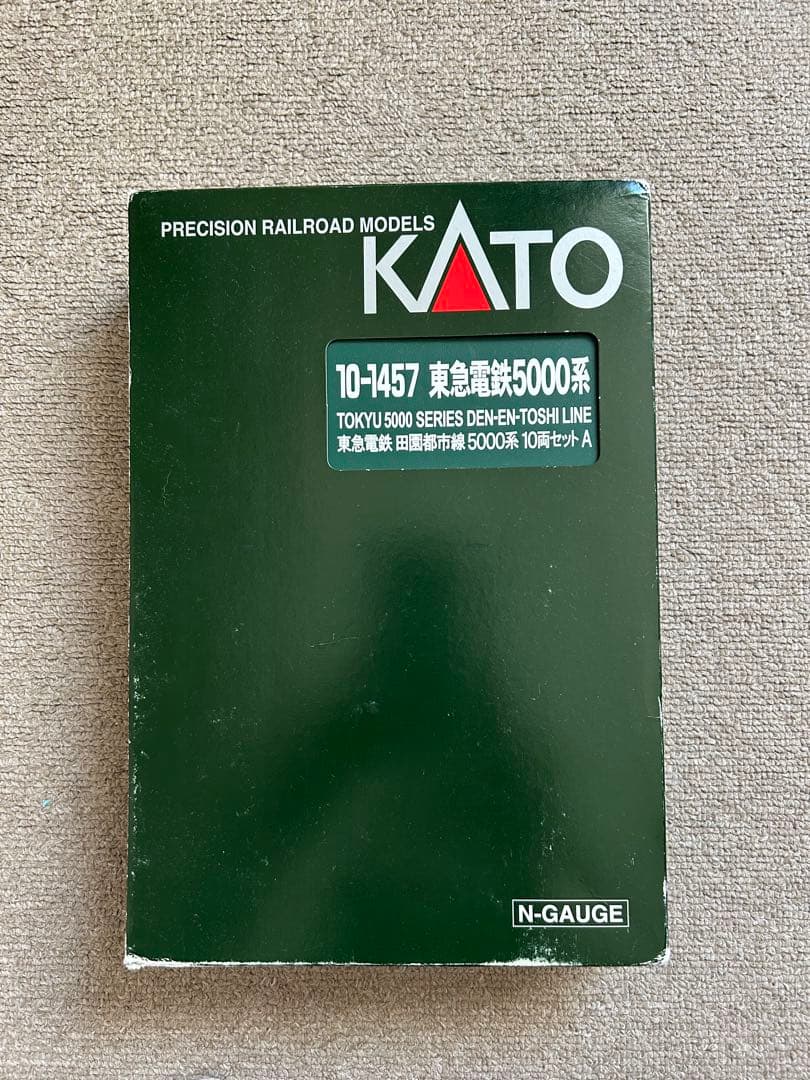 PRECISION RAILROAD MODELS
KATO
10-1457 東急電鉄5000系
TOKYU 5000 SERIES DEN-EN-TOSHI LINE
東急電鉄 田園都市線 5000系 10両セット A
N-GAUGE